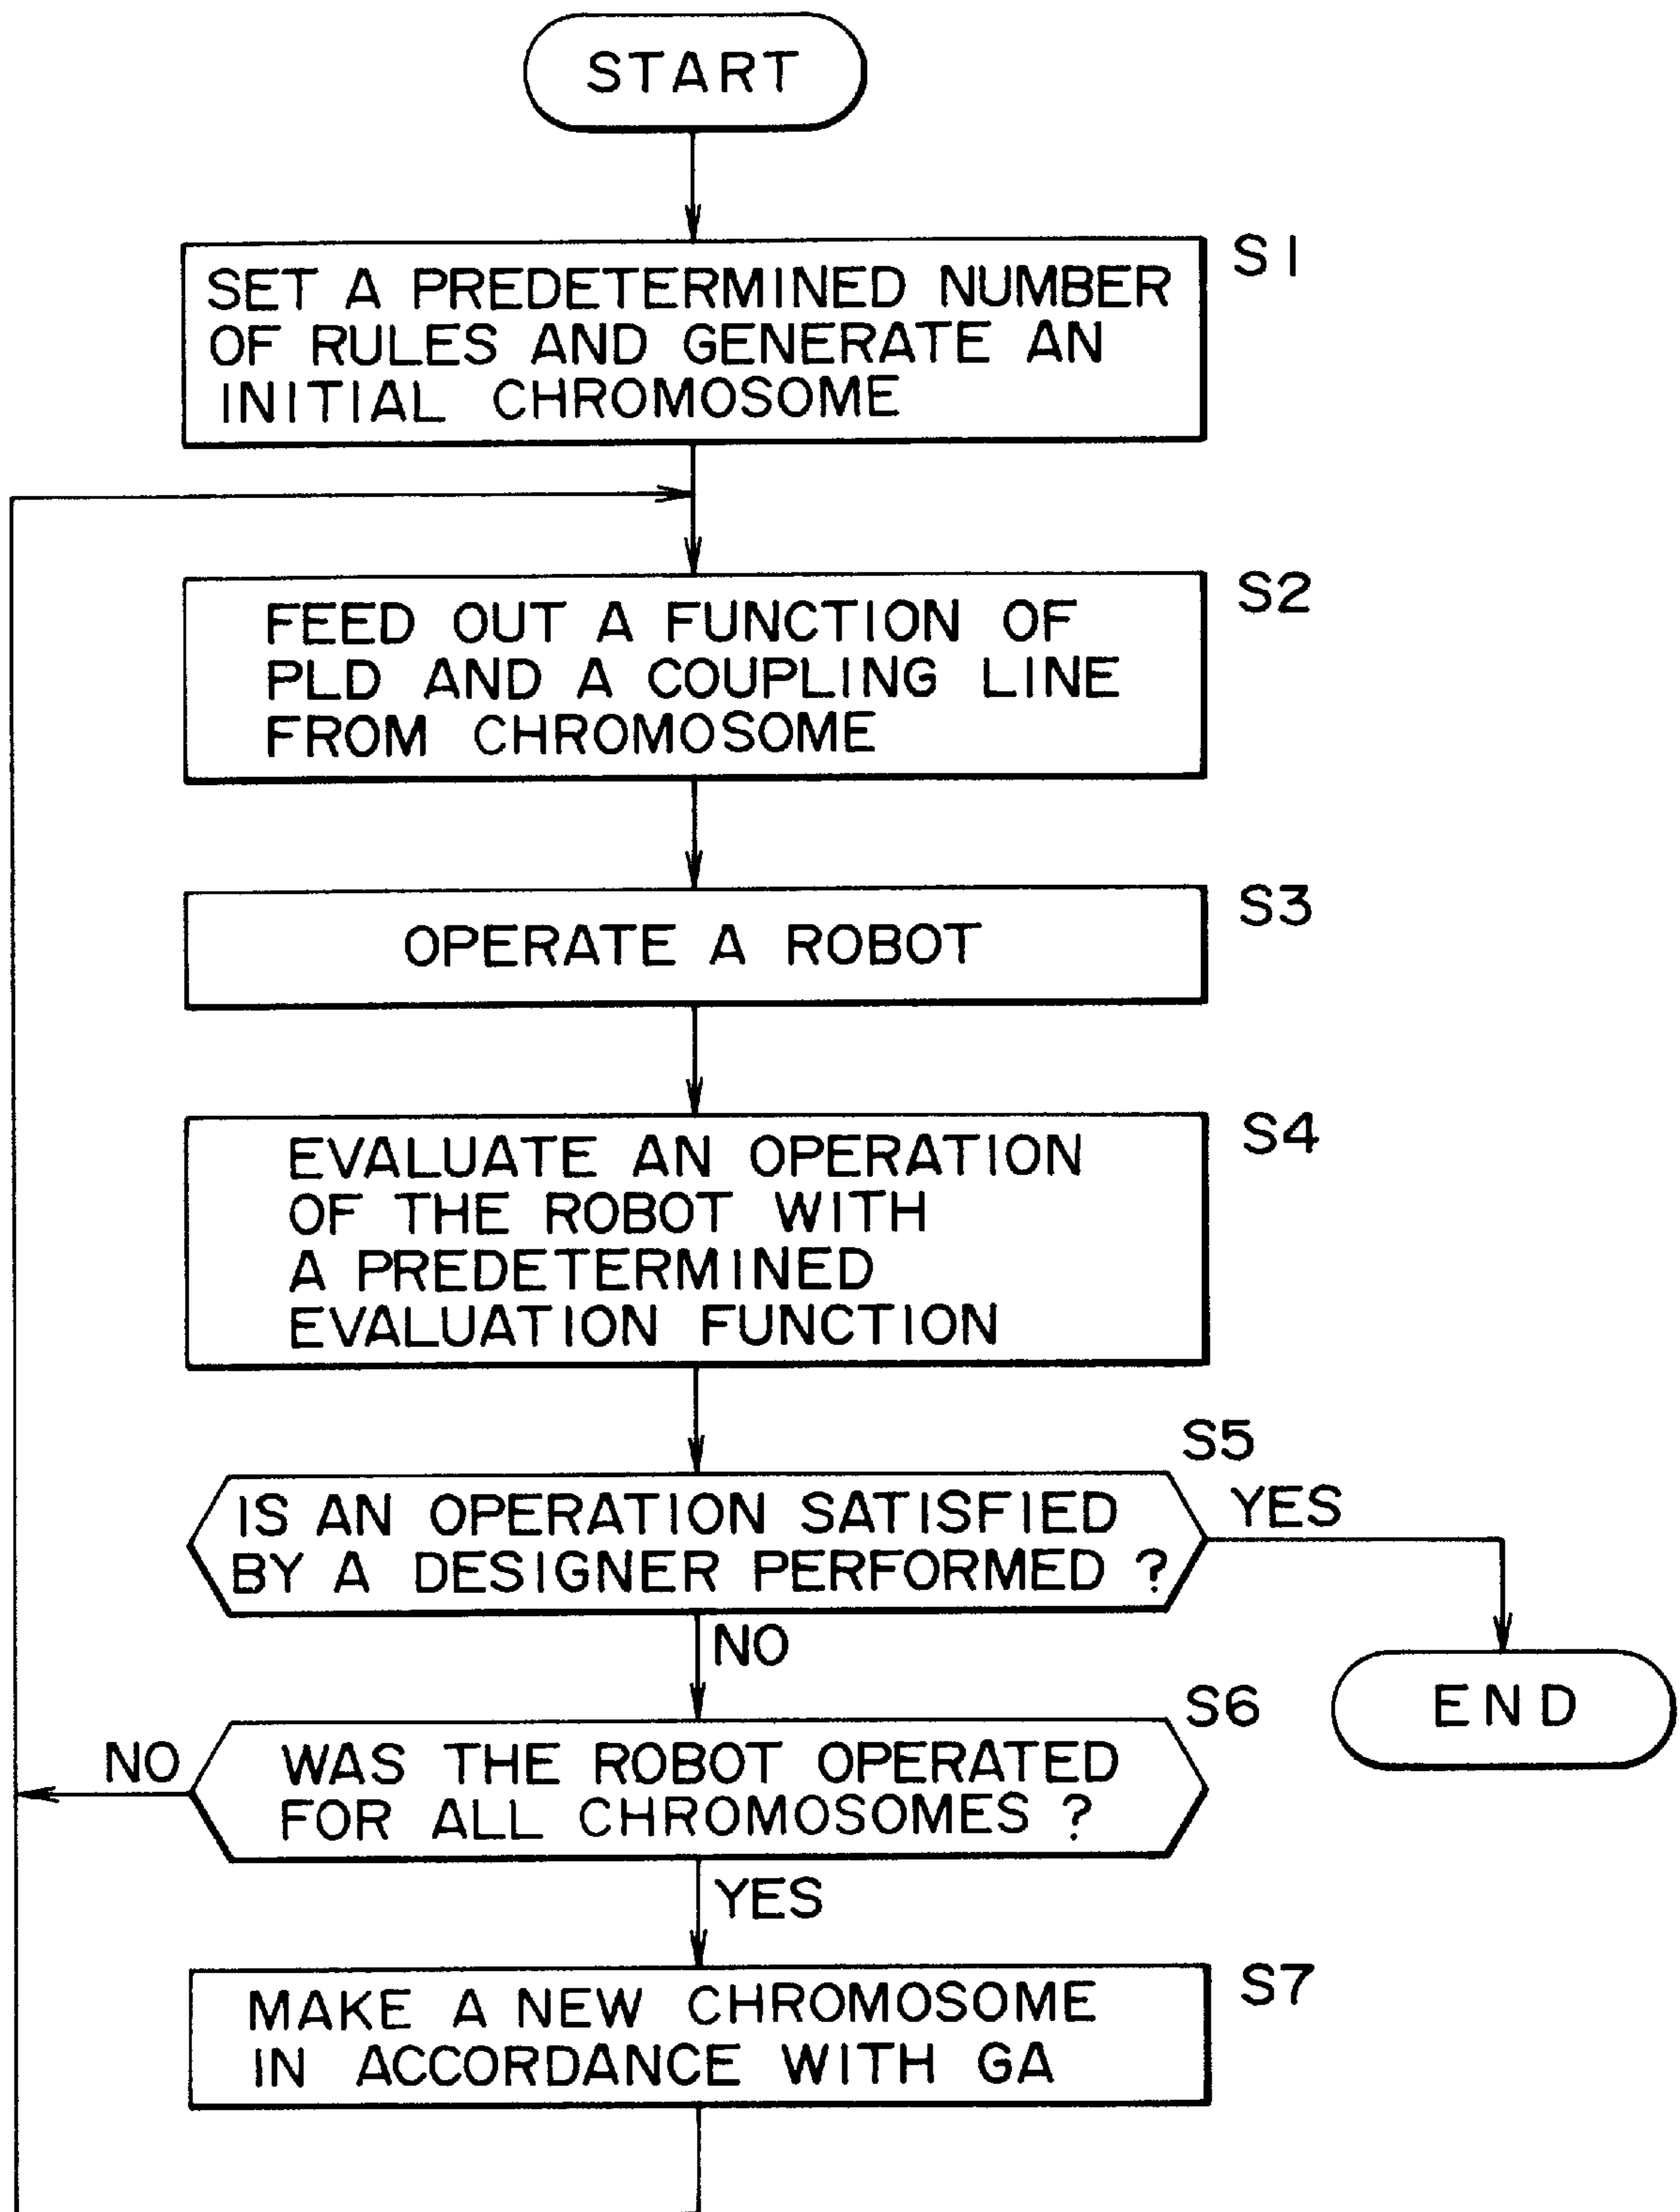 START
S1
SET A PREDETERMINED NUMBER
OF RULES AND GENERATE AN
INITIAL CHROMOSOME
S2
FEED OUT A FUNCTION OF
PLD AND A COUPLING LINE
FROM CHROMOSOME
S3
OPERATE A ROBOT
S4
EVALUATE AN OPERATION
OF THE ROBOT WITH
A PREDETERMINED
EVALUATION FUNCTION
S5
IS AN OPERATION SATISFIED
BY A DESIGNER PERFORMED ?
YES
NO
END
S6
WAS THE ROBOT OPERATED
FOR ALL CHROMOSOMES ?
NO
YES
S7
MAKE A NEW CHROMOSOME
IN ACCORDANCE WITH GA